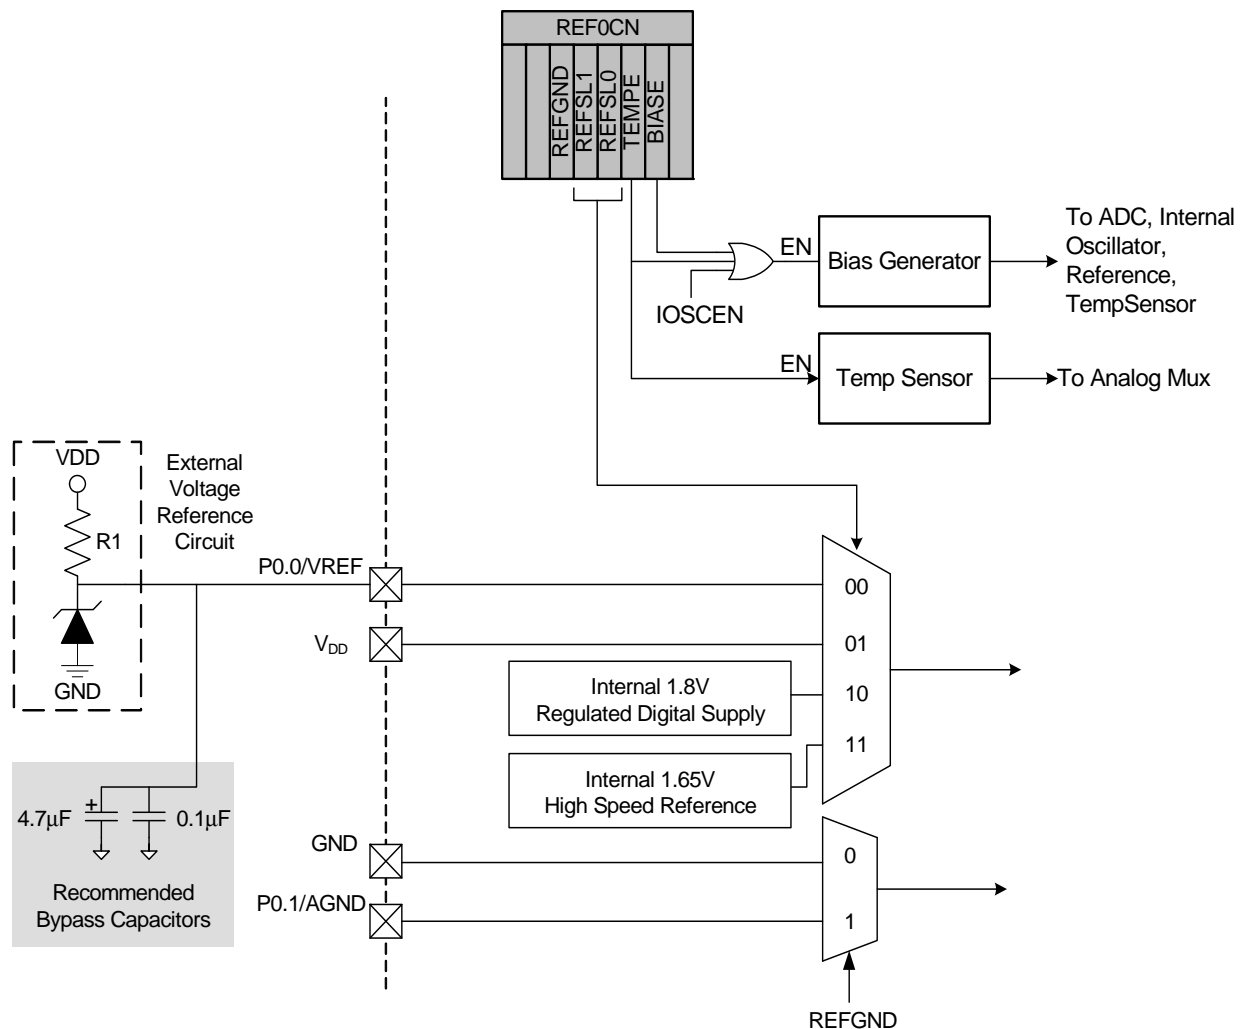 REF0CN
REFGND
REFSL1
REFSL0
TEMPE
BIASE
EN
Bias Generator
To ADC, Internal
Oscillator,
Reference,
TempSensor
IOSCEN
EN
Temp Sensor
To Analog Mux
VDD
R1
GND
External
Voltage
Reference
Circuit
P0.0/VREF
VDD
00
01
10
11
Internal 1.8V
Regulated Digital Supply
Internal 1.65V
High Speed Reference
4.7µF
+
0.1µF
Recommended
Bypass Capacitors
GND
P0.1/AGND
0
1
REFGND